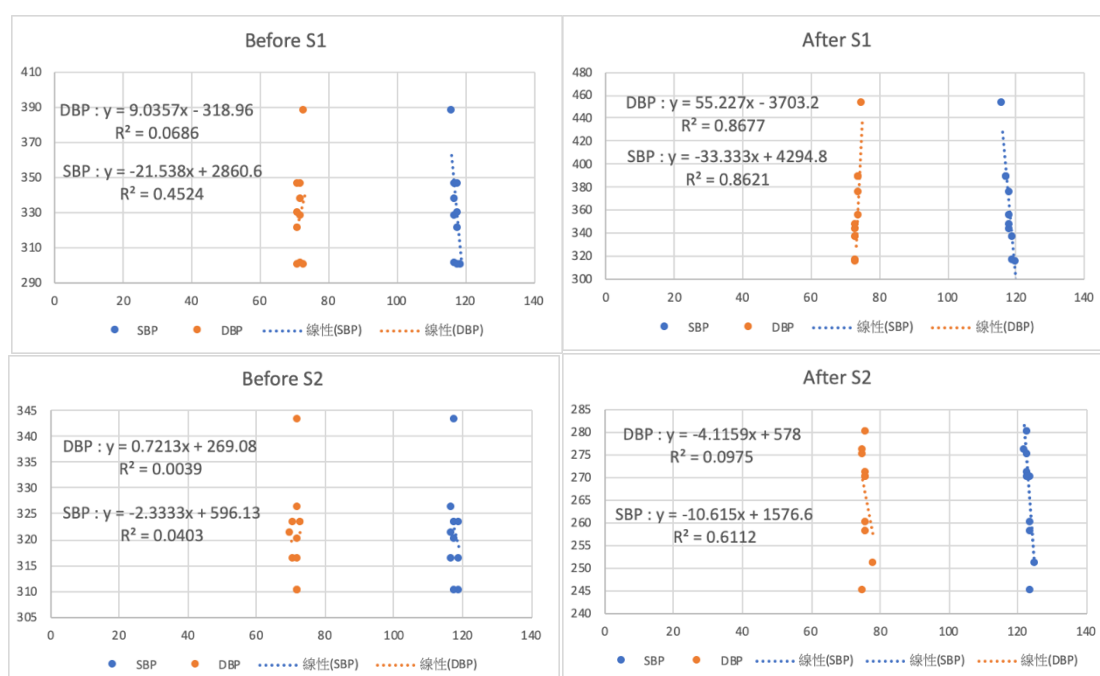 Before S1
410
390
370
350
330
310
290
0 20 40 60 80 100 120 140
DBP : y = 9.0357x - 318.96
R² = 0.0686
SBP : y = -21.538x + 2860.6
R² = 0.4524
SBP DBP 線性(SBP) 線性(DBP)
After S1
480
460
440
420
400
380
360
340
320
300
0 20 40 60 80 100 120 140
DBP : y = 55.227x - 3703.2
R² = 0.8677
SBP : y = -33.333x + 4294.8
R² = 0.8621
SBP DBP 線性(SBP) 線性(DBP)
Before S2
345
340
335
330
325
320
315
310
305
0 20 40 60 80 100 120 140
DBP : y = 0.7213x + 269.08
R² = 0.0039
SBP : y = -2.3333x + 596.13
R² = 0.0403
SBP DBP 線性(SBP) 線性(DBP)
After S2
285
280
275
270
265
260
255
250
245
240
0 20 40 60 80 100 120 140
DBP : y = -4.1159x + 578
R² = 0.0975
SBP : y = -10.615x + 1576.6
R² = 0.6112
SBP DBP 線性(SBP) 線性(SBP) 線性(DBP)